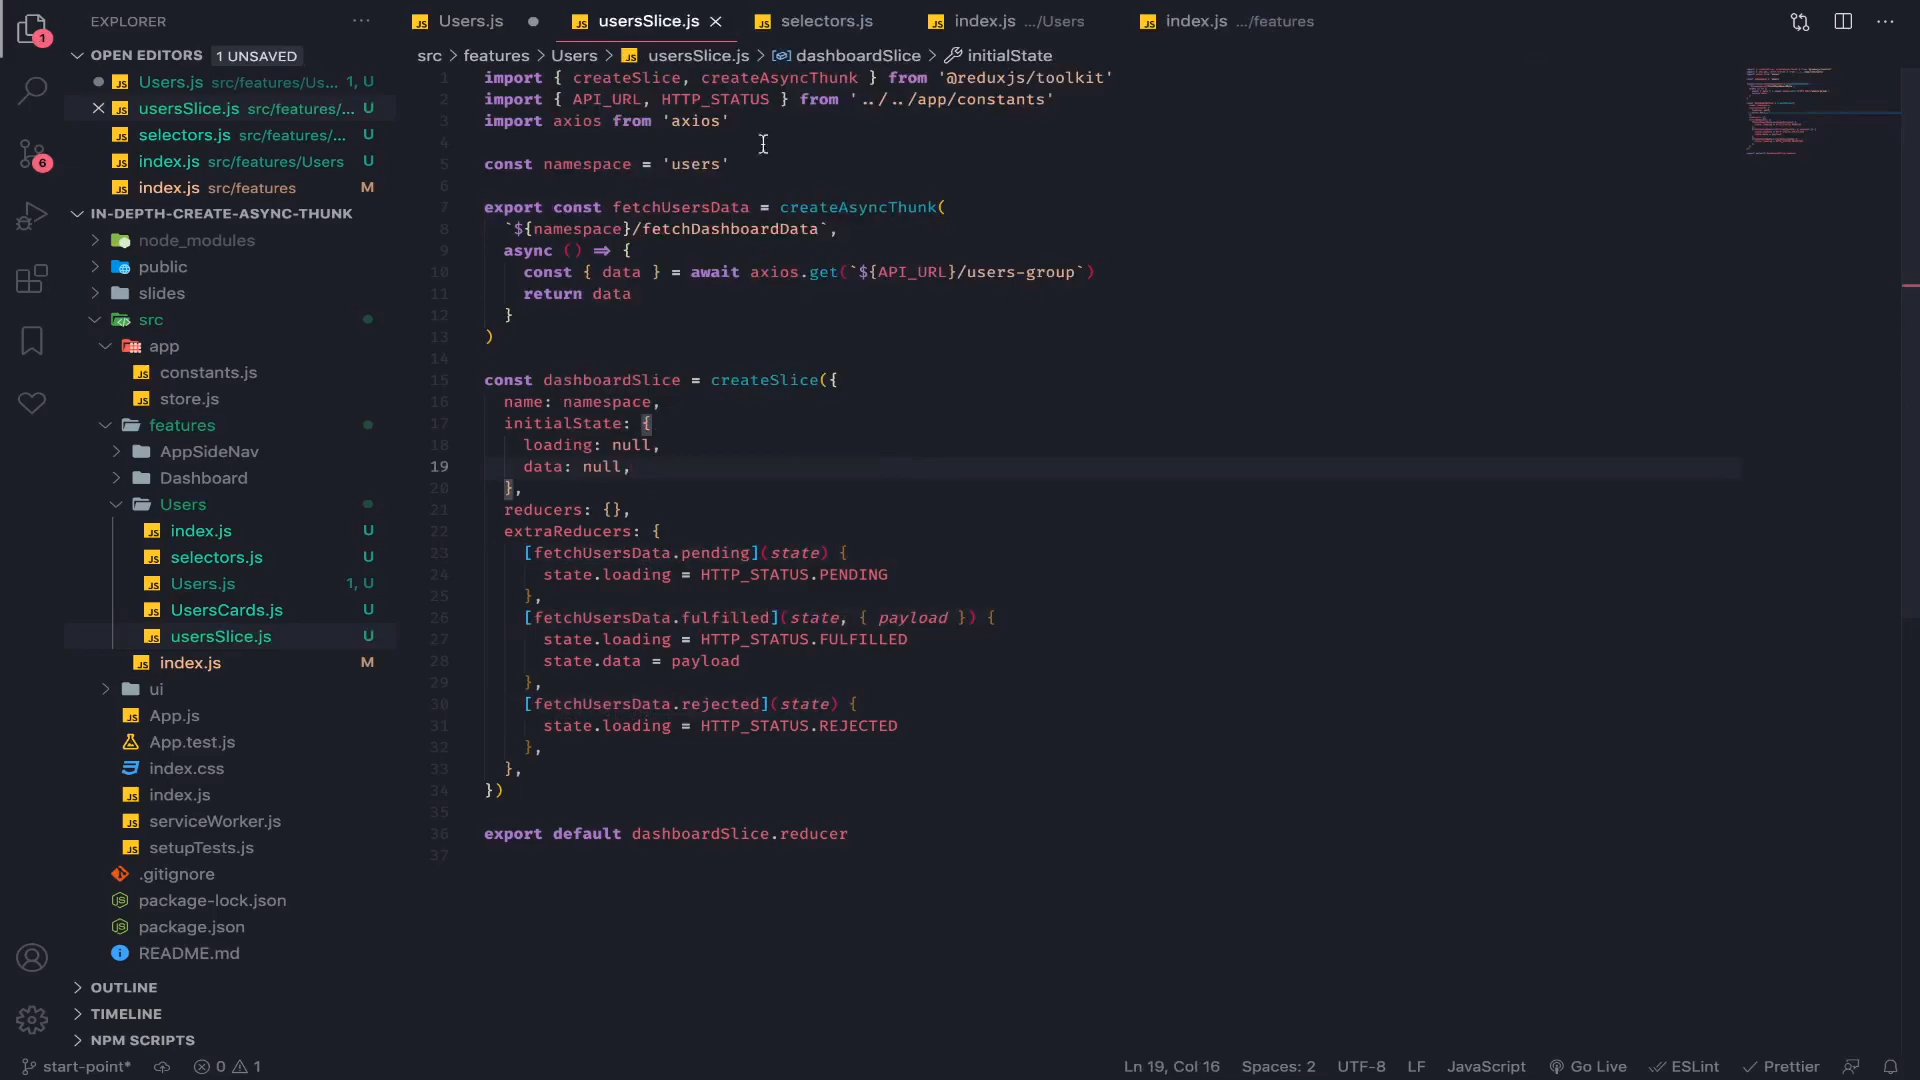 EXPLORER
OPEN EDITORS 1 UNSAVED
Users.js src/features/Us... 1, U
usersSlice.js src/features/... U
selectors.js src/features/... U
index.js src/features/Users U
index.js src/features M
IN-DEPTH-CREATE-ASYNC-THUNK
node_modules
public
slides
src
app
constants.js
store.js
features
AppSideNav
Dashboard
Users
index.js U
selectors.js U
Users.js 1, U
UsersCards.js U
usersSlice.js U
index.js M
ui
App.js
App.test.js
index.css
index.js
serviceWorker.js
setupTests.js
.gitignore
package-lock.json
package.json
README.md
OUTLINE
TIMELINE
NPM SCRIPTS
1
6
Users.js
usersSlice.js
selectors.js
index.js .../Users
index.js .../features
src > features > Users > usersSlice.js > dashboardSlice > initialState
1 import { createSlice, createAsyncThunk } from '@reduxjs/toolkit'
2 import { API_URL, HTTP_STATUS } from '../../app/constants'
3 import axios from 'axios'
4
5 const namespace = 'users'
6
7 export const fetchUsersData = createAsyncThunk(
8 `${namespace}/fetchDashboardData`,
9 async () => {
10 const { data } = await axios.get(`${API_URL}/users-group`)
11 return data
12 }
13 )
14
15 const dashboardSlice = createSlice({
16 name: namespace,
17 initialState: {
18 loading: null,
19 data: null,
20 },
21 reducers: {},
22 extraReducers: {
23 [fetchUsersData.pending](state) {
24 state.loading = HTTP_STATUS.PENDING
25 },
26 [fetchUsersData.fulfilled](state, { payload }) {
27 state.loading = HTTP_STATUS.FULFILLED
28 state.data = payload
29 },
30 [fetchUsersData.rejected](state) {
31 state.loading = HTTP_STATUS.REJECTED
32 },
33 },
34 })
35
36 export default dashboardSlice.reducer
37
start-point* 0 1
Ln 19, Col 16 Spaces: 2 UTF-8 LF JavaScript Go Live ESLint Prettier